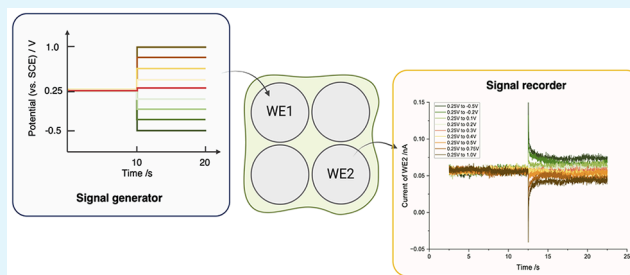 Potential (vs. SCE) / V
1.0
0.25
-0.5
10
20
Time /s
Signal generator
WE1
WE2
Signal recorder
Current of WE2 /nA
0.15
0.10
0.05
0.00
-0.05
0.25V to -0.5V
0.25V to -0.2V
0.25V to 0.1V
0.25V to 0.2V
0.25V to 0.3V
0.25V to 0.4V
0.25V to 0.5V
0.25V to 0.75V
0.25V to 1.0V
0
5
10
15
20
25
Time /s